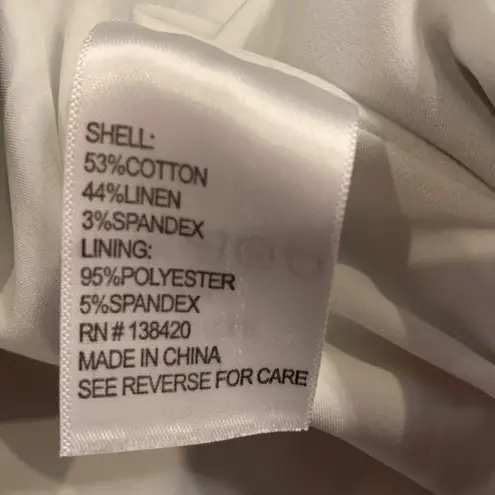 SHELL:
53%COTTON
44%LINEN
3%SPANDEX
LINING:
95%POLYESTER
5%SPANDEX
RN # 138420
MADE IN CHINA
SEE REVERSE FOR CARE